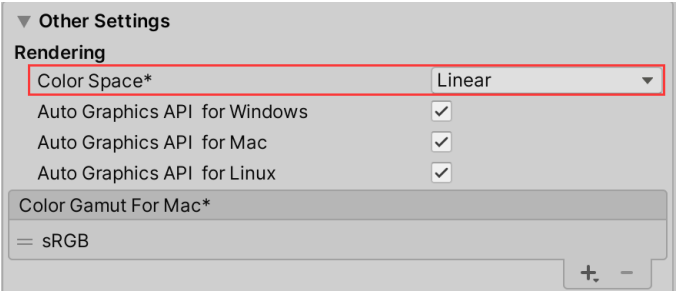 Other Settings
Rendering
Color Space* Linear
Auto Graphics API for Windows
Auto Graphics API for Mac
Auto Graphics API for Linux
Color Gamut For Mac*
sRGB